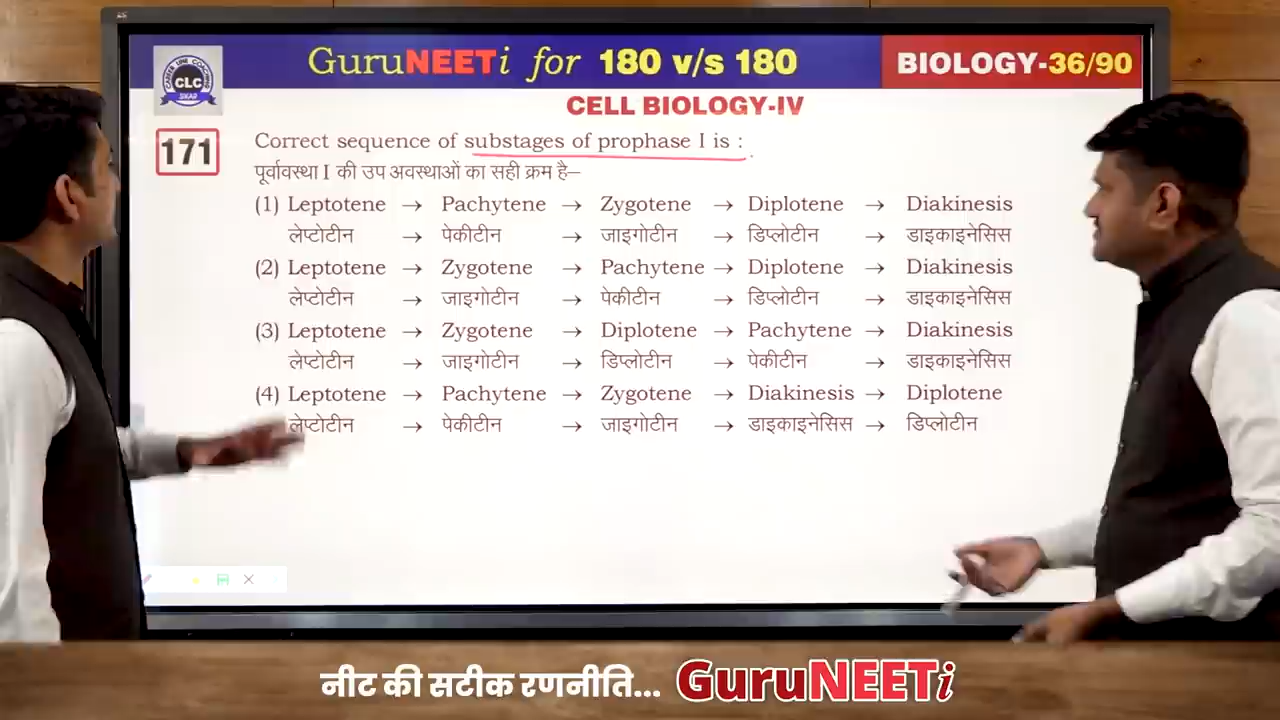 GuruNEETi for 180 v/s 180
BIOLOGY-36/90
CLC
SIKAR
CELL BIOLOGY-IV
171
Correct sequence of substages of prophase I is :
पूर्वावस्था I की उप अवस्थाओं का सही क्रम है–
(1) Leptotene → Pachytene → Zygotene → Diplotene → Diakinesis
लेप्टोटीन → पेकीटीन → जाइगोटीन → डिप्लोटीन → डाइकाइनेसिस
(2) Leptotene → Zygotene → Pachytene → Diplotene → Diakinesis
लेप्टोटीन → जाइगोटीन → पेकीटीन → डिप्लोटीन → डाइकाइनेसिस
(3) Leptotene → Zygotene → Diplotene → Pachytene → Diakinesis
लेप्टोटीन → जाइगोटीन → डिप्लोटीन → पेकीटीन → डाइकाइनेसिस
(4) Leptotene → Pachytene → Zygotene → Diakinesis → Diplotene
लेप्टोटीन → पेकीटीन → जाइगोटीन → डाइकाइनेसिस → डिप्लोटीन
नीट की सटीक रणनीति... GuruNEETi